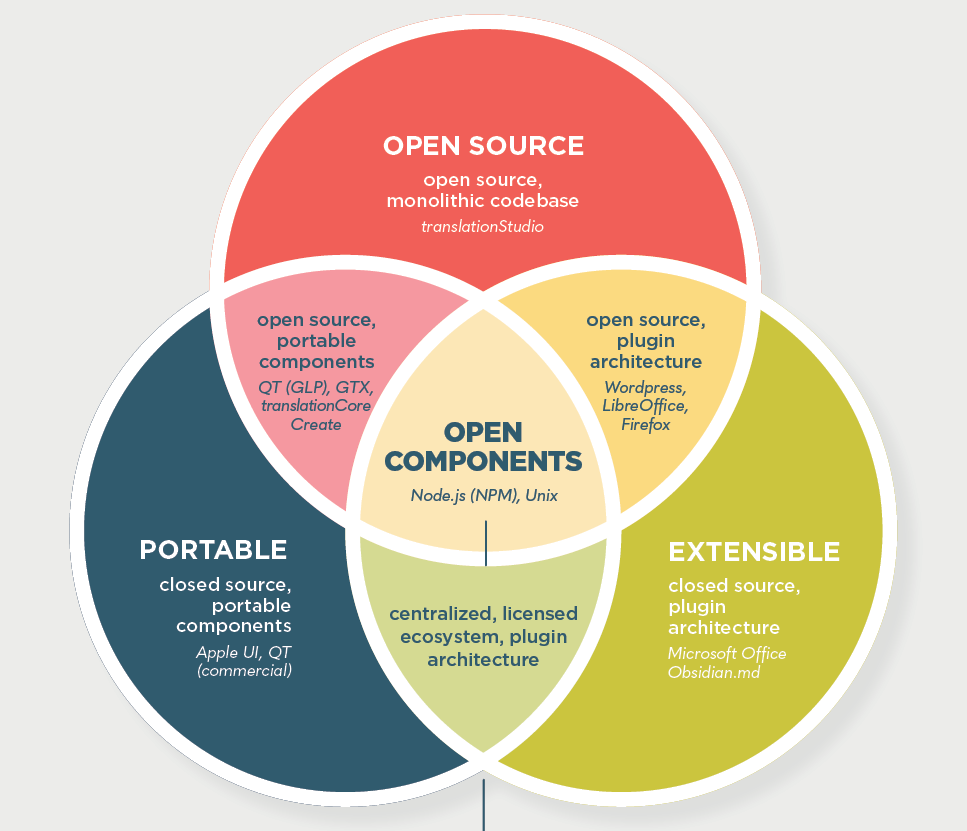 OPEN SOURCE
open source,
monolithic codebase
translationStudio
open source,
portable
components
QT (GLP), GTX,
translationCore
Create
open source,
plugin
architecture
Wordpress,
LibreOffice,
Firefox
OPEN
COMPONENTS
Node.js (NPM), Unix
PORTABLE
closed source,
portable
components
Apple UI, QT
(commercial)
EXTENSIBLE
closed source,
plugin
architecture
Microsoft Office
Obsidian.md
centralized, licensed
ecosystem, plugin
architecture